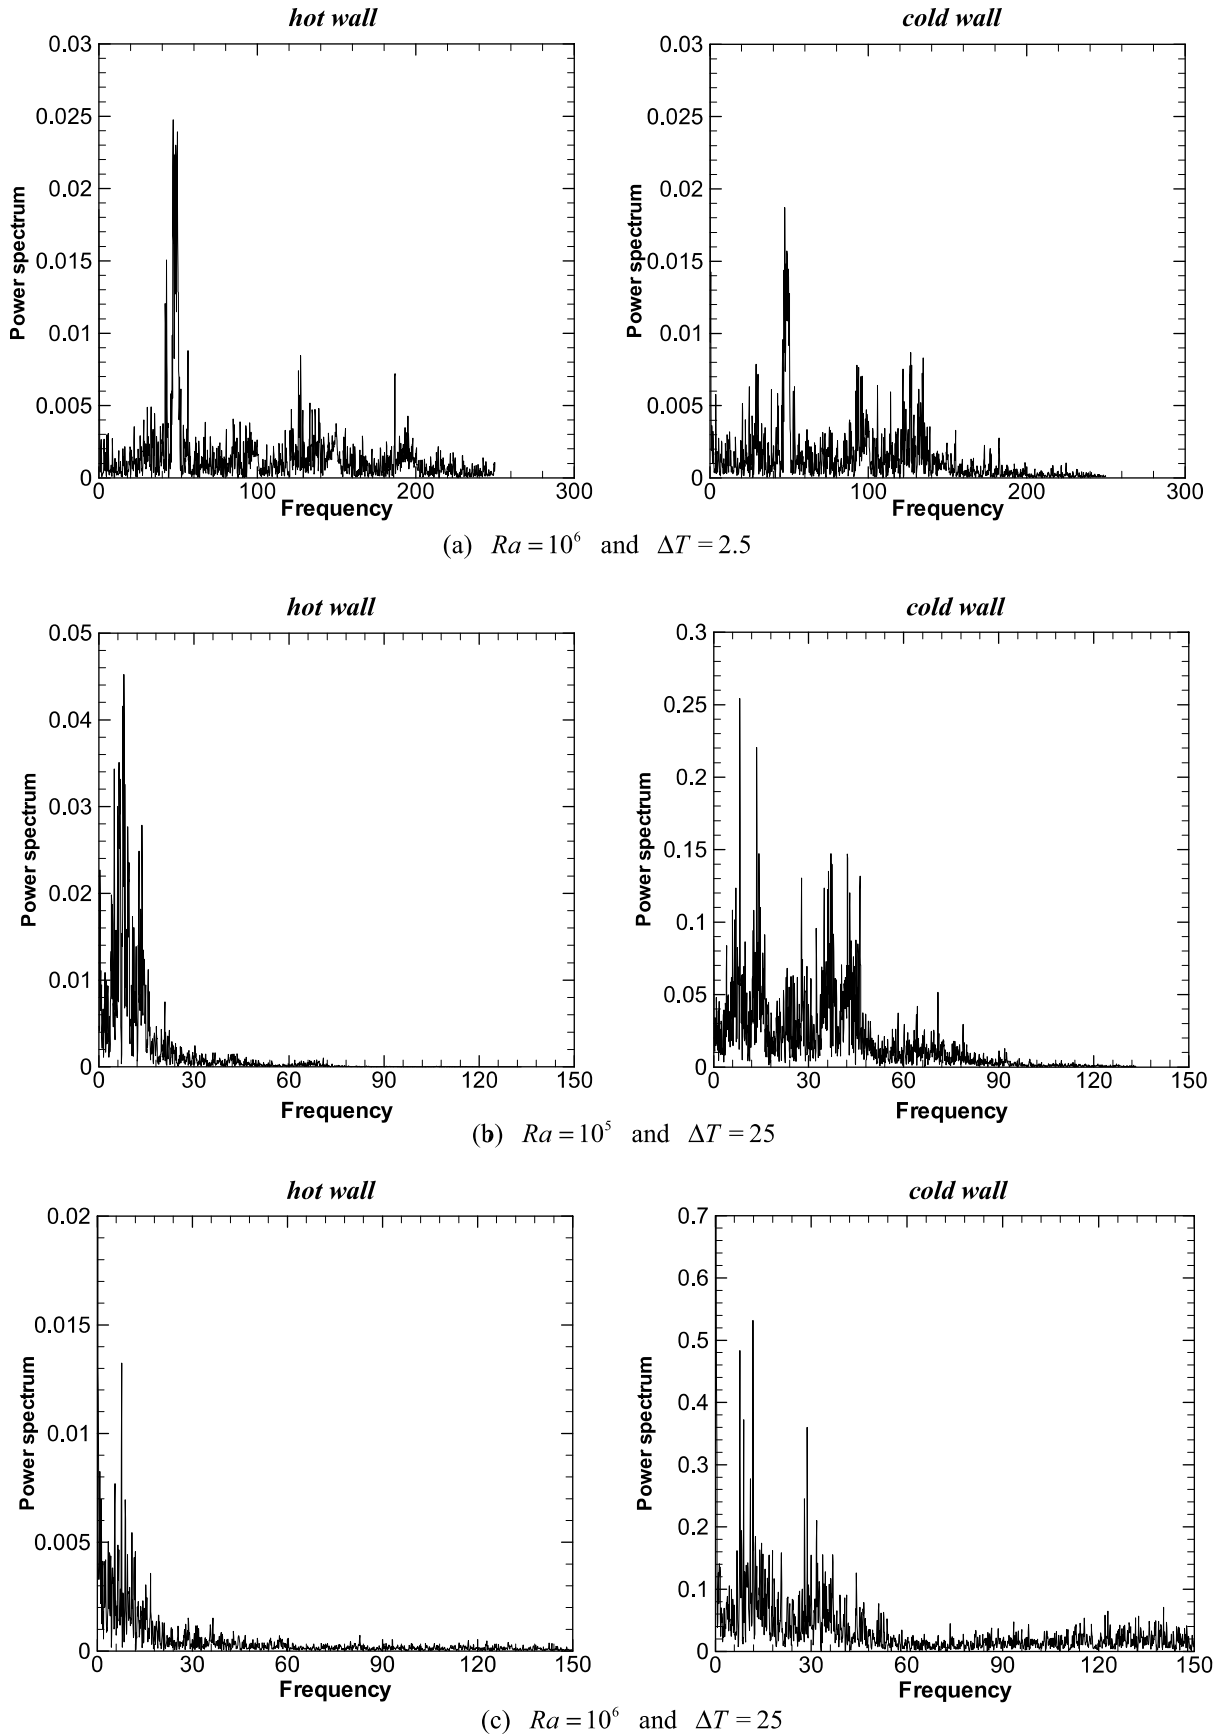 hot wall
0.03
0.025
0.02
0.015
0.01
0.005
0
0 100 200 300
Power spectrum
Frequency
cold wall
0.03
0.025
0.02
0.015
0.01
0.005
0
0 100 200 300
Power spectrum
Frequency
(a) Ra = 10⁶ and ΔT = 2.5
hot wall
0.05
0.04
0.03
0.02
0.01
0
0 30 60 90 120 150
Power spectrum
Frequency
cold wall
0.3
0.25
0.2
0.15
0.1
0.05
0
0 30 60 90 120 150
Power spectrum
Frequency
(b) Ra = 10⁵ and ΔT = 25
hot wall
0.02
0.015
0.01
0.005
0
0 30 60 90 120 150
Power spectrum
Frequency
cold wall
0.7
0.6
0.5
0.4
0.3
0.2
0.1
0
0 30 60 90 120 150
Power spectrum
Frequency
(c) Ra = 10⁶ and ΔT = 25